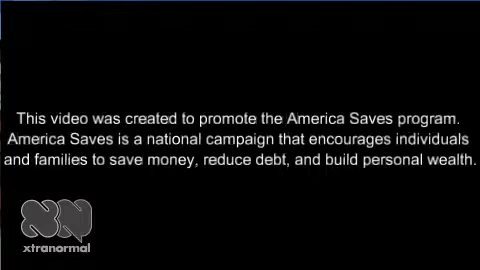 This video was created to promote the America Saves program.
America Saves is a national campaign that encourages individuals
and families to save money, reduce debt, and build personal wealth.
XN
xtranormal